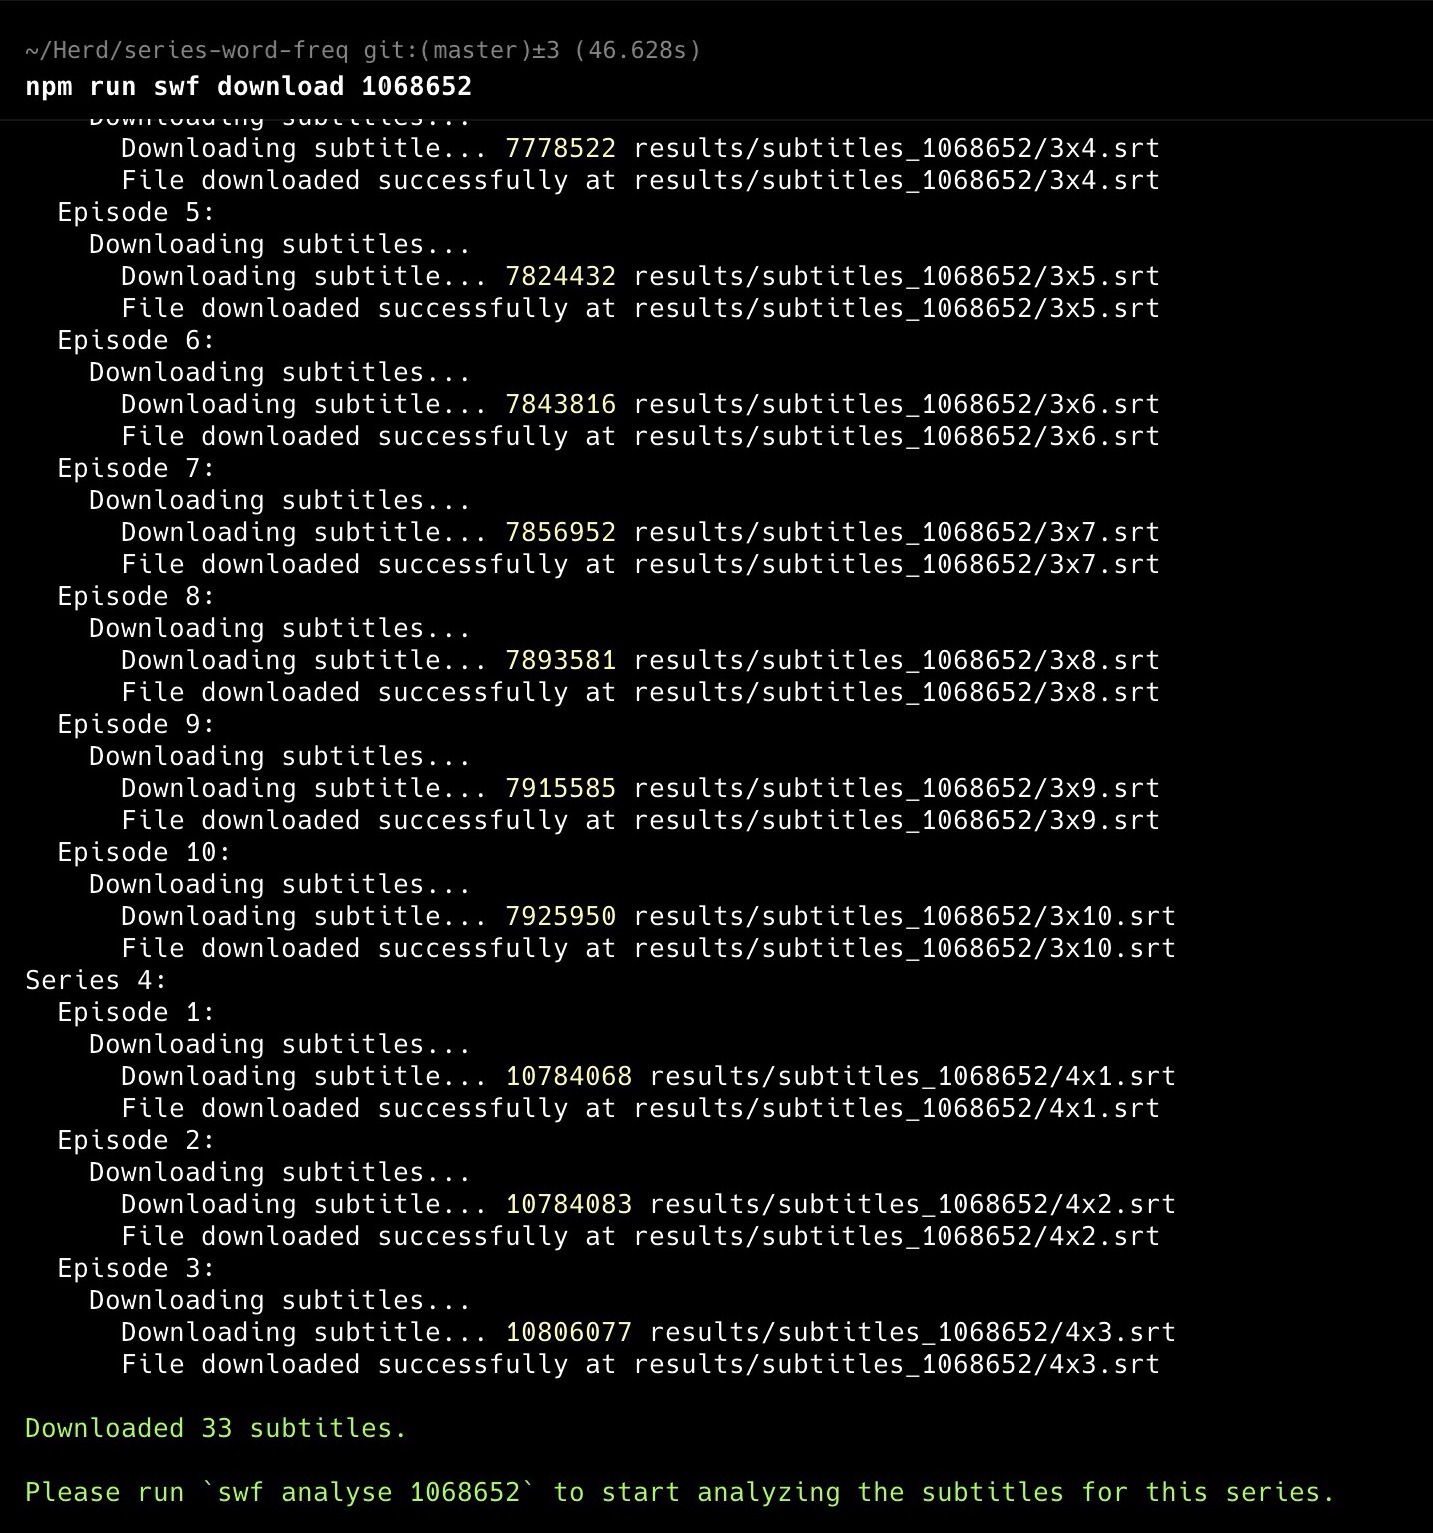 ~/Herd/series-word-freq git:(master)±3 (46.628s)
npm run swf download 1068652
Downloading subtitles...
Downloading subtitle... 7778522 results/subtitles_1068652/3x4.srt
File downloaded successfully at results/subtitles_1068652/3x4.srt
Episode 5:
Downloading subtitles...
Downloading subtitle... 7824432 results/subtitles_1068652/3x5.srt
File downloaded successfully at results/subtitles_1068652/3x5.srt
Episode 6:
Downloading subtitles...
Downloading subtitle... 7843816 results/subtitles_1068652/3x6.srt
File downloaded successfully at results/subtitles_1068652/3x6.srt
Episode 7:
Downloading subtitles...
Downloading subtitle... 7856952 results/subtitles_1068652/3x7.srt
File downloaded successfully at results/subtitles_1068652/3x7.srt
Episode 8:
Downloading subtitles...
Downloading subtitle... 7893581 results/subtitles_1068652/3x8.srt
File downloaded successfully at results/subtitles_1068652/3x8.srt
Episode 9:
Downloading subtitles...
Downloading subtitle... 7915585 results/subtitles_1068652/3x9.srt
File downloaded successfully at results/subtitles_1068652/3x9.srt
Episode 10:
Downloading subtitles...
Downloading subtitle... 7925950 results/subtitles_1068652/3x10.srt
File downloaded successfully at results/subtitles_1068652/3x10.srt
Series 4:
Episode 1:
Downloading subtitles...
Downloading subtitle... 10784068 results/subtitles_1068652/4x1.srt
File downloaded successfully at results/subtitles_1068652/4x1.srt
Episode 2:
Downloading subtitles...
Downloading subtitle... 10784083 results/subtitles_1068652/4x2.srt
File downloaded successfully at results/subtitles_1068652/4x2.srt
Episode 3:
Downloading subtitles...
Downloading subtitle... 10806077 results/subtitles_1068652/4x3.srt
File downloaded successfully at results/subtitles_1068652/4x3.srt
Downloaded 33 subtitles.
Please run `swf analyse 1068652` to start analyzing the subtitles for this series.